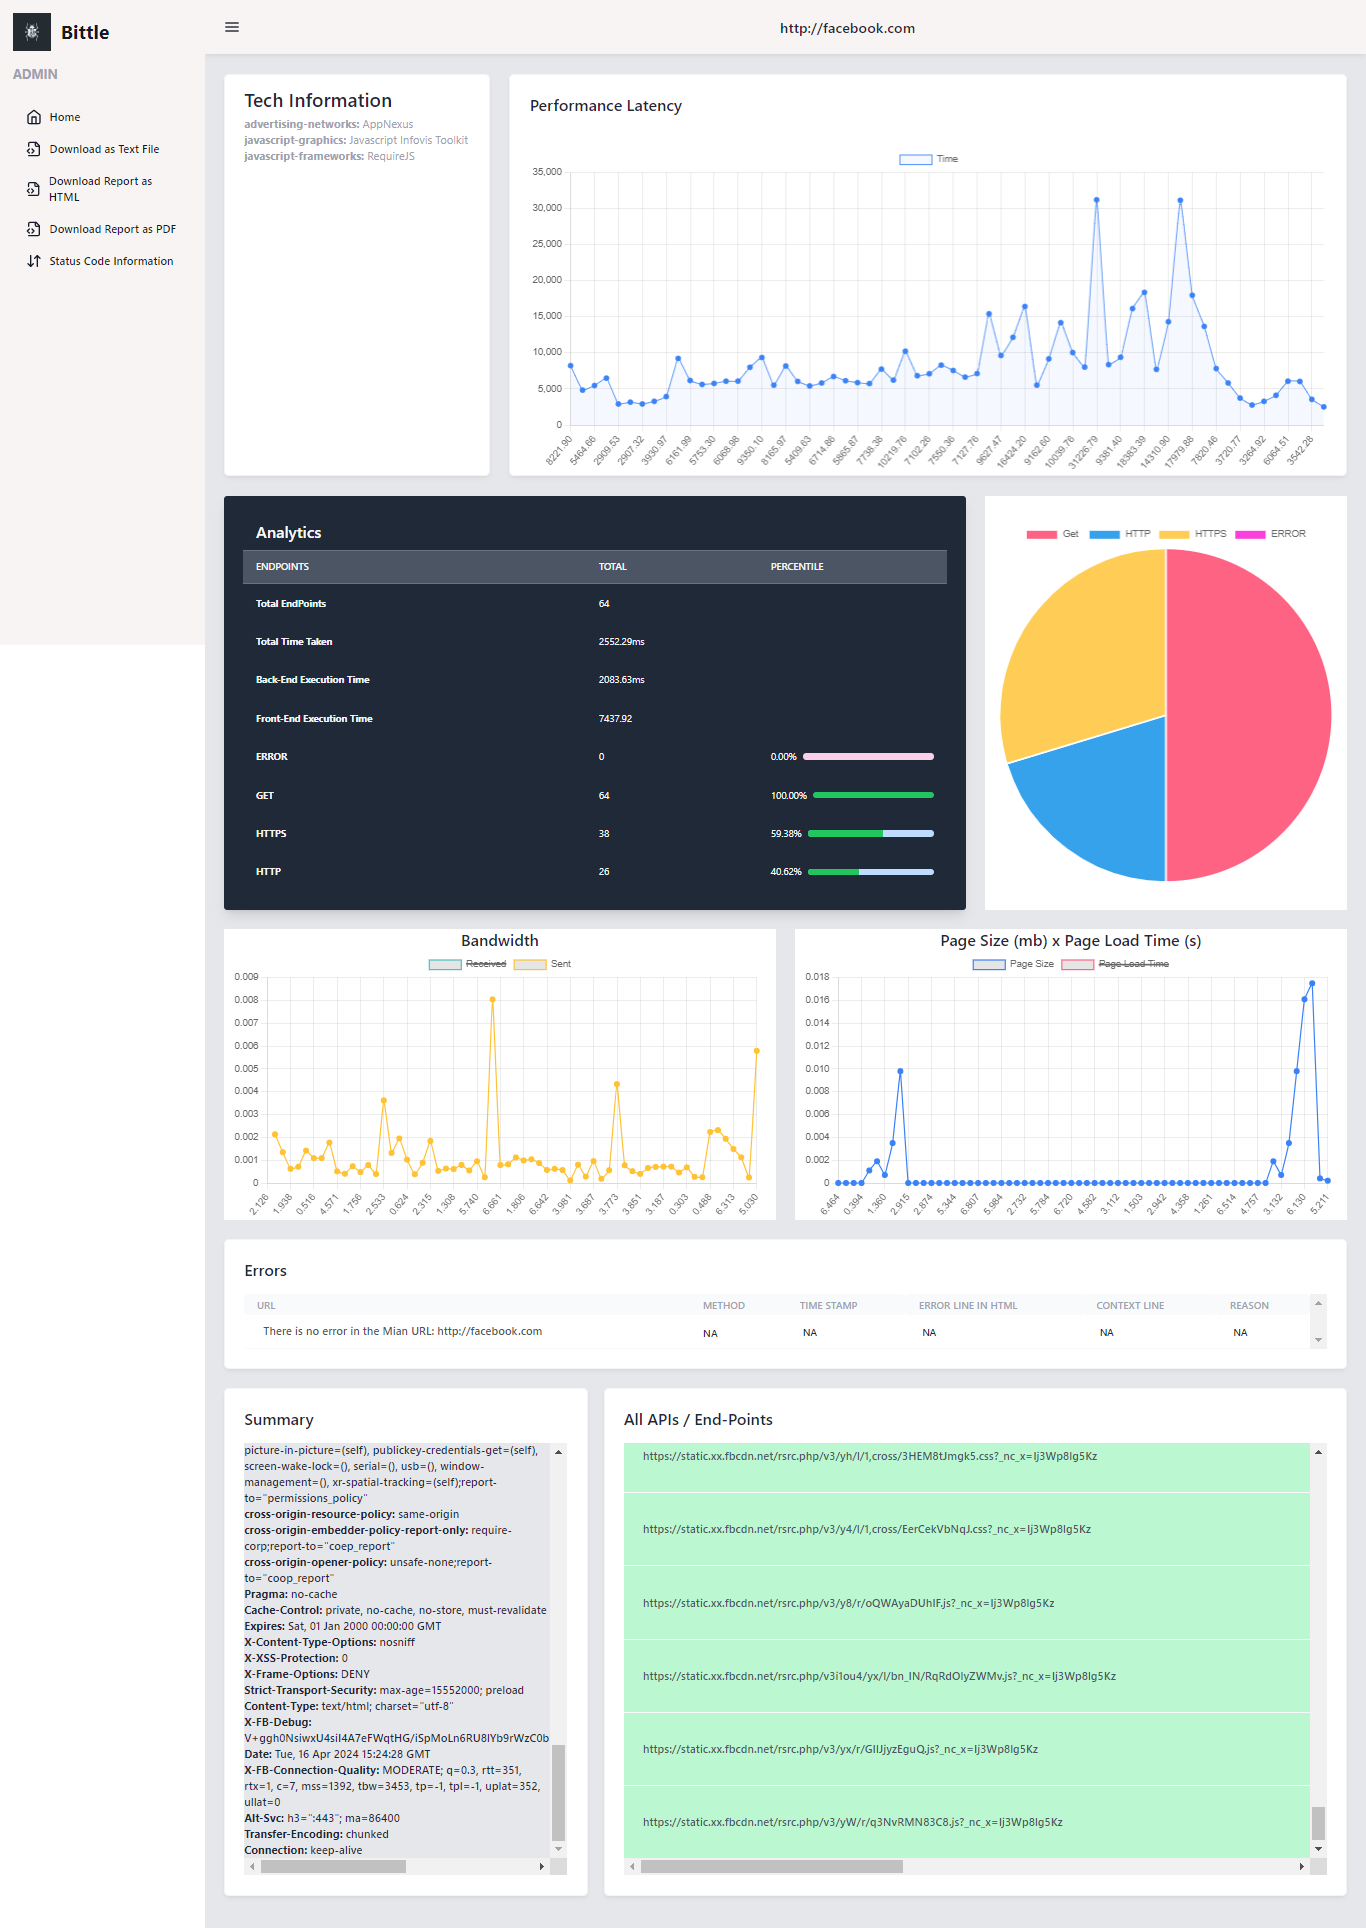 Bittle
http://facebook.com
ADMIN
Home
Download as Text File
Download Report as
HTML
Download Report as PDF
Status Code Information
Tech Information
advertising-networks: AppNexus
javascript-graphics: Javascript Infovis Toolkit
javascript-frameworks: RequireJS
Performance Latency
Time
35,000
30,000
25,000
20,000
15,000
10,000
5,000
0
8221.90
5464.66
2909.53
2907.32
3930.97
6161.99
5753.30
6068.98
9350.10
8165.97
5409.63
6714.86
5865.87
7738.38
10219.76
7102.26
7550.36
7127.76
9627.47
16424.20
9162.60
10039.76
31226.79
9381.40
18383.39
14310.90
17979.68
7820.46
3720.77
3264.92
6064.51
3542.28
Analytics
ENDPOINTS TOTAL PERCENTILE
Total EndPoints 64
Total Time Taken 2552.29ms
Back-End Execution Time 2083.63ms
Front-End Execution Time 7437.92
ERROR 0 0.00%
GET 64 100.00%
HTTPS 38 59.38%
HTTP 26 40.62%
Get HTTP HTTPS ERROR
Bandwidth
Received Sent
0.009
0.008
0.007
0.006
0.005
0.004
0.003
0.002
0.001
0
2.126
1.938
0.516
4.571
1.756
2.533
0.624
2.315
1.308
5.740
6.661
1.806
6.642
3.981
3.687
3.773
3.851
3.187
0.303
0.488
6.313
5.030
Page Size (mb) x Page Load Time (s)
Page Size Page Load Time
0.018
0.016
0.014
0.012
0.010
0.008
0.006
0.004
0.002
0
6.464
0.394
1.360
2.915
2.874
5.344
6.807
5.984
2.732
5.784
6.720
4.582
3.112
1.503
2.942
4.358
1.261
6.514
4.757
3.132
6.130
5.211
Errors
URL METHOD TIME STAMP ERROR LINE IN HTML CONTEXT LINE REASON
There is no error in the Mian URL: http://facebook.com NA NA NA NA NA
Summary
picture-in-picture=(self), publickey-credentials-get=(self),
screen-wake-lock=(), serial=(), usb=(), window-
management=(), xr-spatial-tracking=(self);report-
to="permissions_policy"
cross-origin-resource-policy: same-origin
cross-origin-embedder-policy-report-only: require-
corp;report-to="coep_report"
cross-origin-opener-policy: unsafe-none;report-
to="coop_report"
Pragma: no-cache
Cache-Control: private, no-cache, no-store, must-revalidate
Expires: Sat, 01 Jan 2000 00:00:00 GMT
X-Content-Type-Options: nosniff
X-XSS-Protection: 0
X-Frame-Options: DENY
Strict-Transport-Security: max-age=15552000; preload
Content-Type: text/html; charset="utf-8"
X-FB-Debug:
V+ggh0NsiwxU4sil4A7eFWqtHG/iSpMoLn6RU8lYb9rWzC0b
Date: Tue, 16 Apr 2024 15:24:28 GMT
X-FB-Connection-Quality: MODERATE; q=0.3, rtt=351,
rtx=1, c=7, mss=1392, tbw=3453, tp=-1, tpl=-1, uplat=352,
ullat=0
Alt-Svc: h3=":443"; ma=86400
Transfer-Encoding: chunked
Connection: keep-alive
All APIs / End-Points
https://static.xx.fbcdn.net/rsrc.php/v3/yh/l/1,cross/3HEM8tJmgk5.css?_nc_x=Ij3Wp8lg5Kz
https://static.xx.fbcdn.net/rsrc.php/v3/y4/l/1,cross/EerCekVbNqJ.css?_nc_x=Ij3Wp8lg5Kz
https://static.xx.fbcdn.net/rsrc.php/v3/y8/r/oQWAyaDUhIF.js?_nc_x=Ij3Wp8lg5Kz
https://static.xx.fbcdn.net/rsrc.php/v3i1ou4/yx/l/bn_IN/RqRdOlyZWMv.js?_nc_x=Ij3Wp8lg5Kz
https://static.xx.fbcdn.net/rsrc.php/v3/yx/r/GIIJjyzEguQ.js?_nc_x=Ij3Wp8lg5Kz
https://static.xx.fbcdn.net/rsrc.php/v3/yW/r/q3NvRMN83C8.js?_nc_x=Ij3Wp8lg5Kz